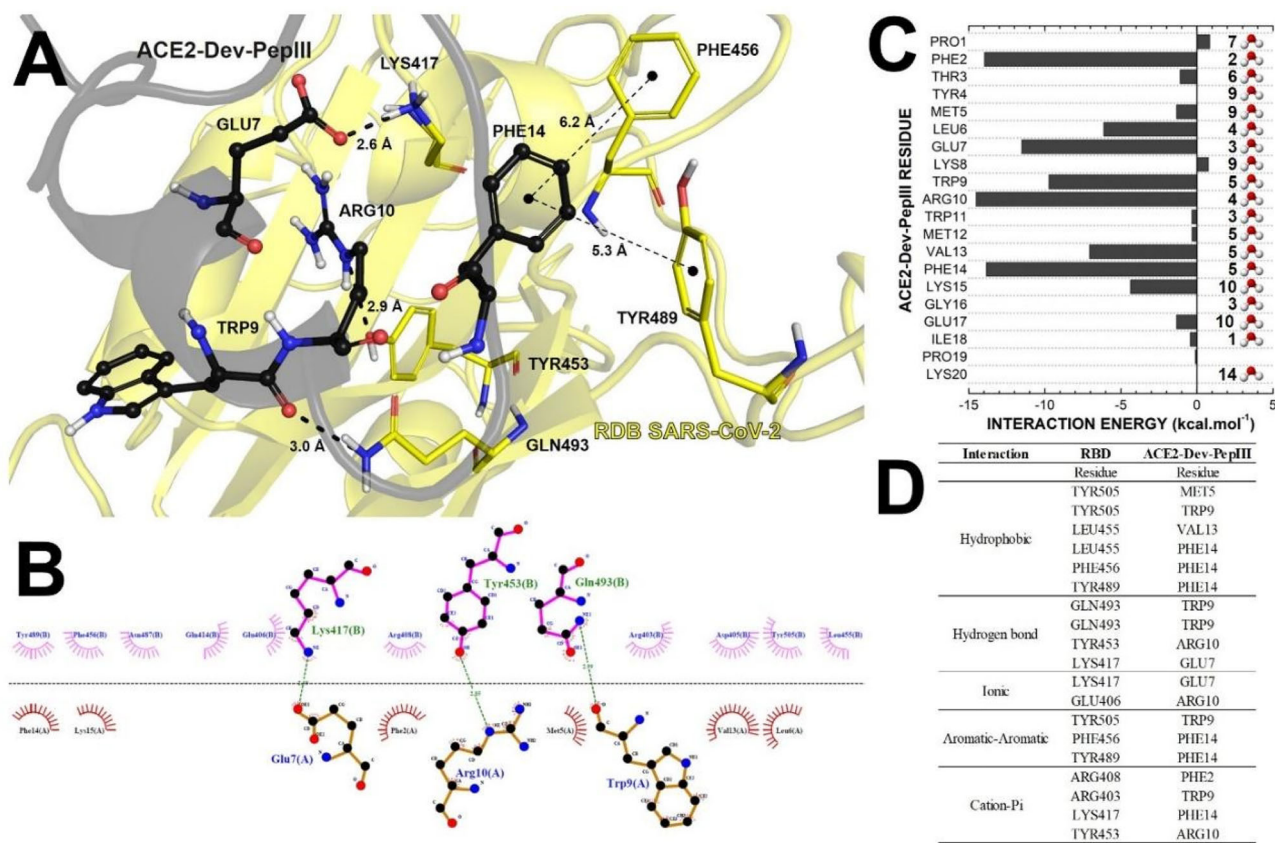 A
ACE2-Dev-PepIII
LYS417
PHE456
GLU7
2.6 Å
PHE14
6.2 Å
ARG10
5.3 Å
2.9 Å
TRP9
TYR489
TYR453
3.0 Å
GLN493
RDB SARS-CoV-2
B
Lys417(B)
Tyr453(B)
Gln493(B)
Tyr489(B)
Phe456(B)
Asn487(B)
Glu406(B)
Arg408(B)
Arg403(B)
Asp405(B)
Tyr505(B)
Leu455(B)
Phe14(A)
Lys15(A)
Glu7(A)
Phe2(A)
Arg10(A)
Met5(A)
Trp9(A)
Val13(A)
Leu6(A)
C
ACE2-Dev-PepIII RESIDUE
PRO1 7
PHE2 2
THR3 6
TYR4 9
MET5 9
LEU6 4
GLU7 3
LYS8 9
TRP9 5
ARG10 4
TRP11 3
MET12 5
VAL13 5
PHE14 5
LYS15 10
GLY16 3
GLU17 10
ILE18 1
PRO19
LYS20 14
-15 -10 -5 0 5
INTERACTION ENERGY (kcal.mol-1)
D
Interaction RBD ACE2-Dev-PepIII
Residue Residue
Hydrophobic
TYR505 MET5
TYR505 TRP9
LEU455 VAL13
LEU455 PHE14
PHE456 PHE14
TYR489 PHE14
Hydrogen bond
GLN493 TRP9
GLN493 TRP9
TYR453 ARG10
LYS417 GLU7
Ionic
LYS417 GLU7
GLU406 ARG10
Aromatic-Aromatic
TYR505 TRP9
PHE456 PHE14
TYR489 PHE14
Cation-Pi
ARG408 PHE2
ARG403 TRP9
LYS417 PHE14
TYR453 ARG10